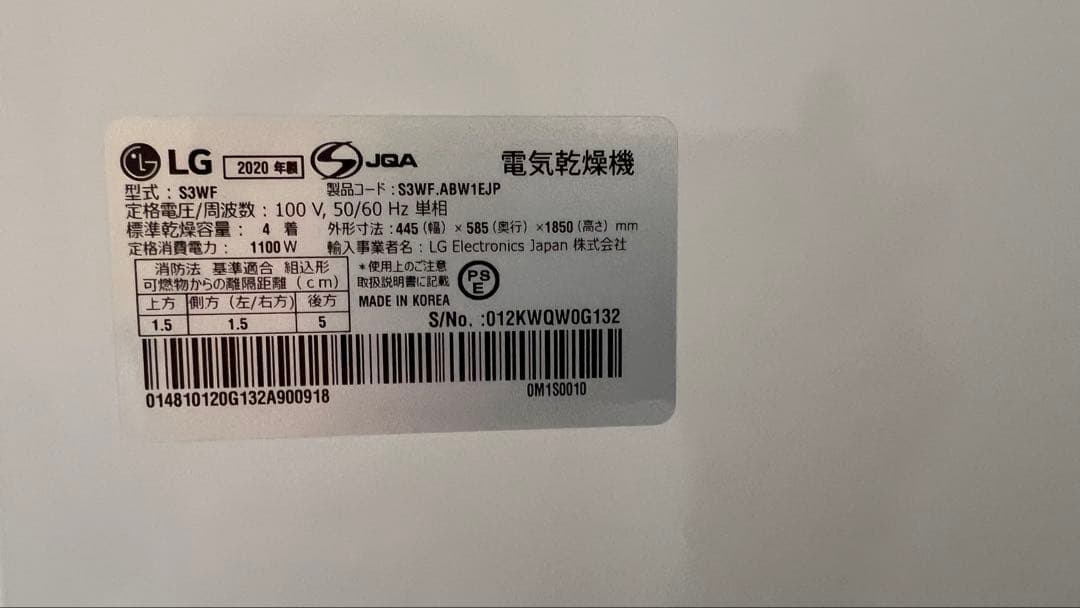 LG 2020 年製 S JQA 電気乾燥機
型式 : S3WF 製品コード : S3WF.ABW1EJP
定格電圧/周波数 : 100 V, 50/60 Hz 単相
標準乾燥容量 : 4 着 外形寸法 : 445 (幅) × 585 (奥行) ×1850 (高さ) mm
定格消費電力 : 1100 W 輸入事業者名 : LG Electronics Japan 株式会社
消防法 基準適合 組込形
可燃物からの離隔距離 (cm)
上方 側方 (左/右方) 後方
1.5 1.5 5
*使用上のご注意
取扱説明書に記載
PS
E
MADE IN KOREA
S/No. :012KWQW0G132
014810120G132A900918
0M1S0010